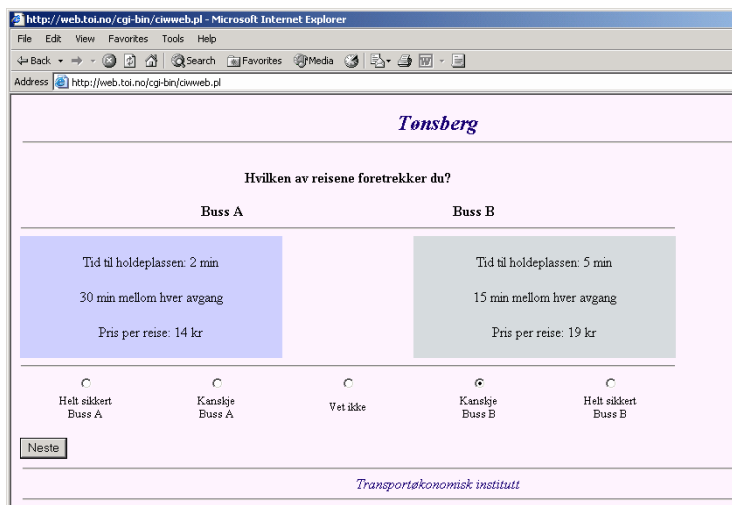 http://web.toi.no/cgi-bin/ciwweb.pl - Microsoft Internet Explorer
File Edit View Favorites Tools Help
Back Search Favorites Media
Address http://web.toi.no/cgi-bin/ciwweb.pl
Tønsberg
Hvilken av reisene foretrekker du?
Buss A Buss B
Tid til holdeplassen: 2 min Tid til holdeplassen: 5 min
30 min mellom hver avgang 15 min mellom hver avgang
Pris per reise: 14 kr Pris per reise: 19 kr
Helt sikkert Kanskje Vet ikke Kanskje Helt sikkert
Buss A Buss A Buss B Buss B
Neste
Transportøkonomisk institutt